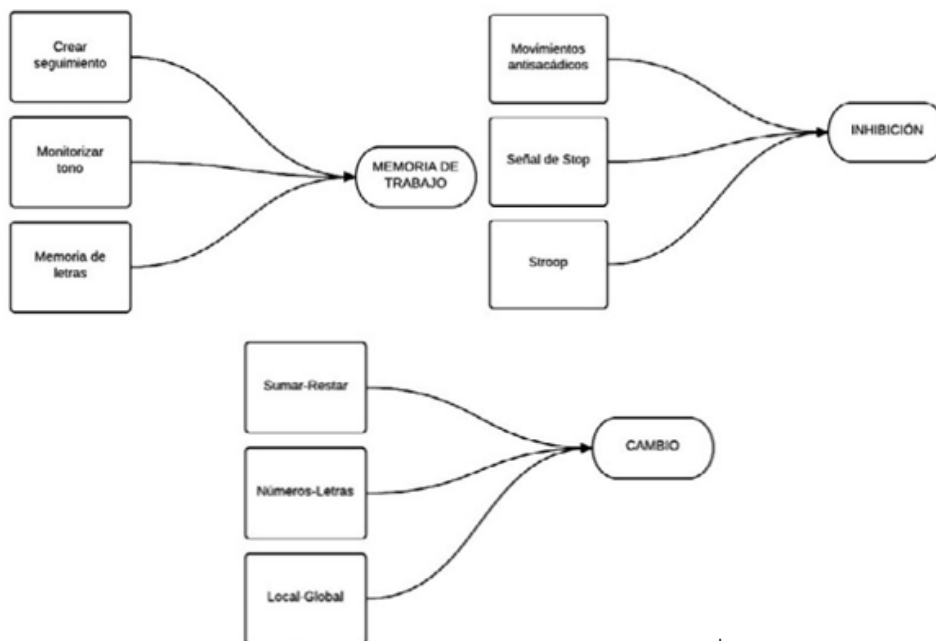 Crear
seguimiento
Monitorizar
tono
Memoria de
letras
MEMORIA DE
TRABAJO
Movimientos
antisacádicos
Señal de Stop
Stroop
INHIBICIÓN
Sumar-Restar
Números-Letras
Local-Global
CAMBIO